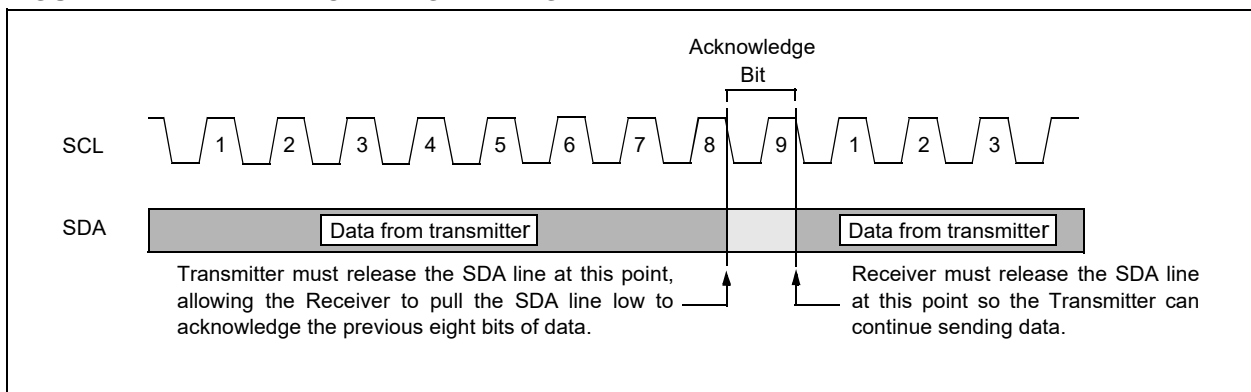 Acknowledge
Bit
SCL 1 2 3 4 5 6 7 8 9 1 2 3
SDA Data from transmitter Data from transmitter
Transmitter must release the SDA line at this point,
allowing the Receiver to pull the SDA line low to
acknowledge the previous eight bits of data.
Receiver must release the SDA line
at this point so the Transmitter can
continue sending data.